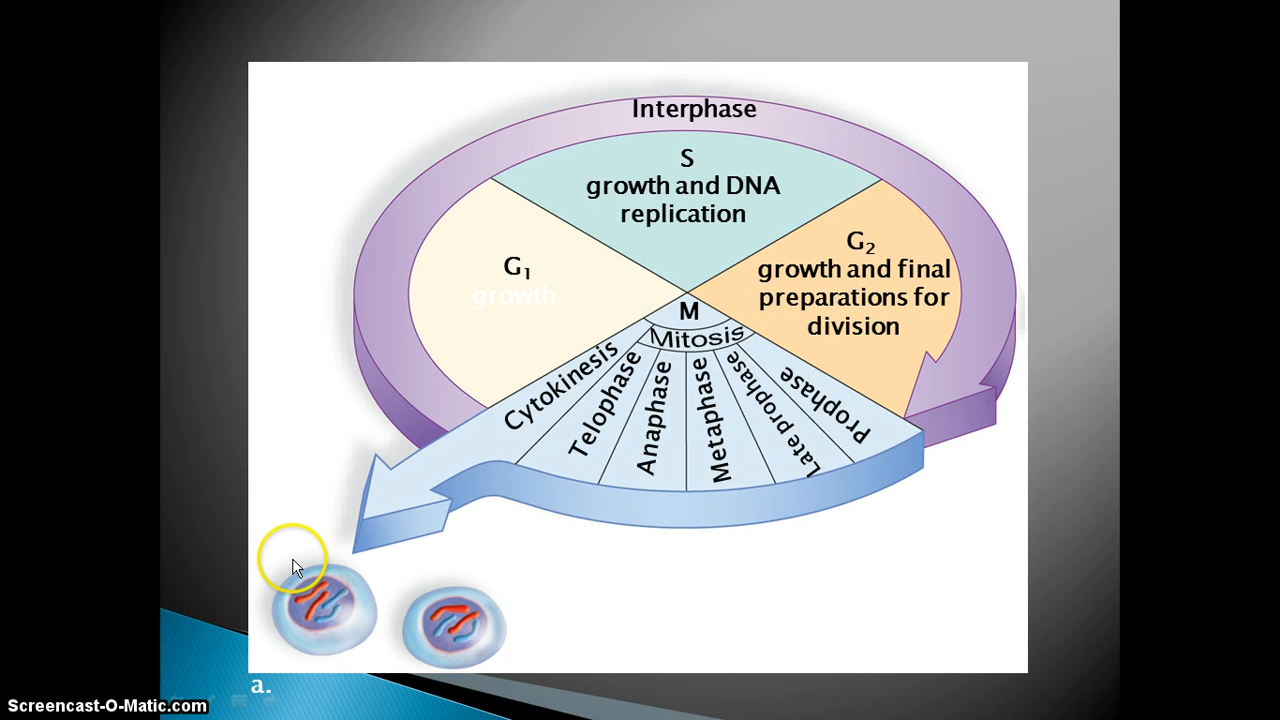 Interphase
S
growth and DNA
replication
G₁
growth
G₂
growth and final
preparations for
division
M
Mitosis
Cytokinesis
Telophase
Anaphase
Metaphase
Late prophase
Prophase
a.
Screencast-O-Matic.com